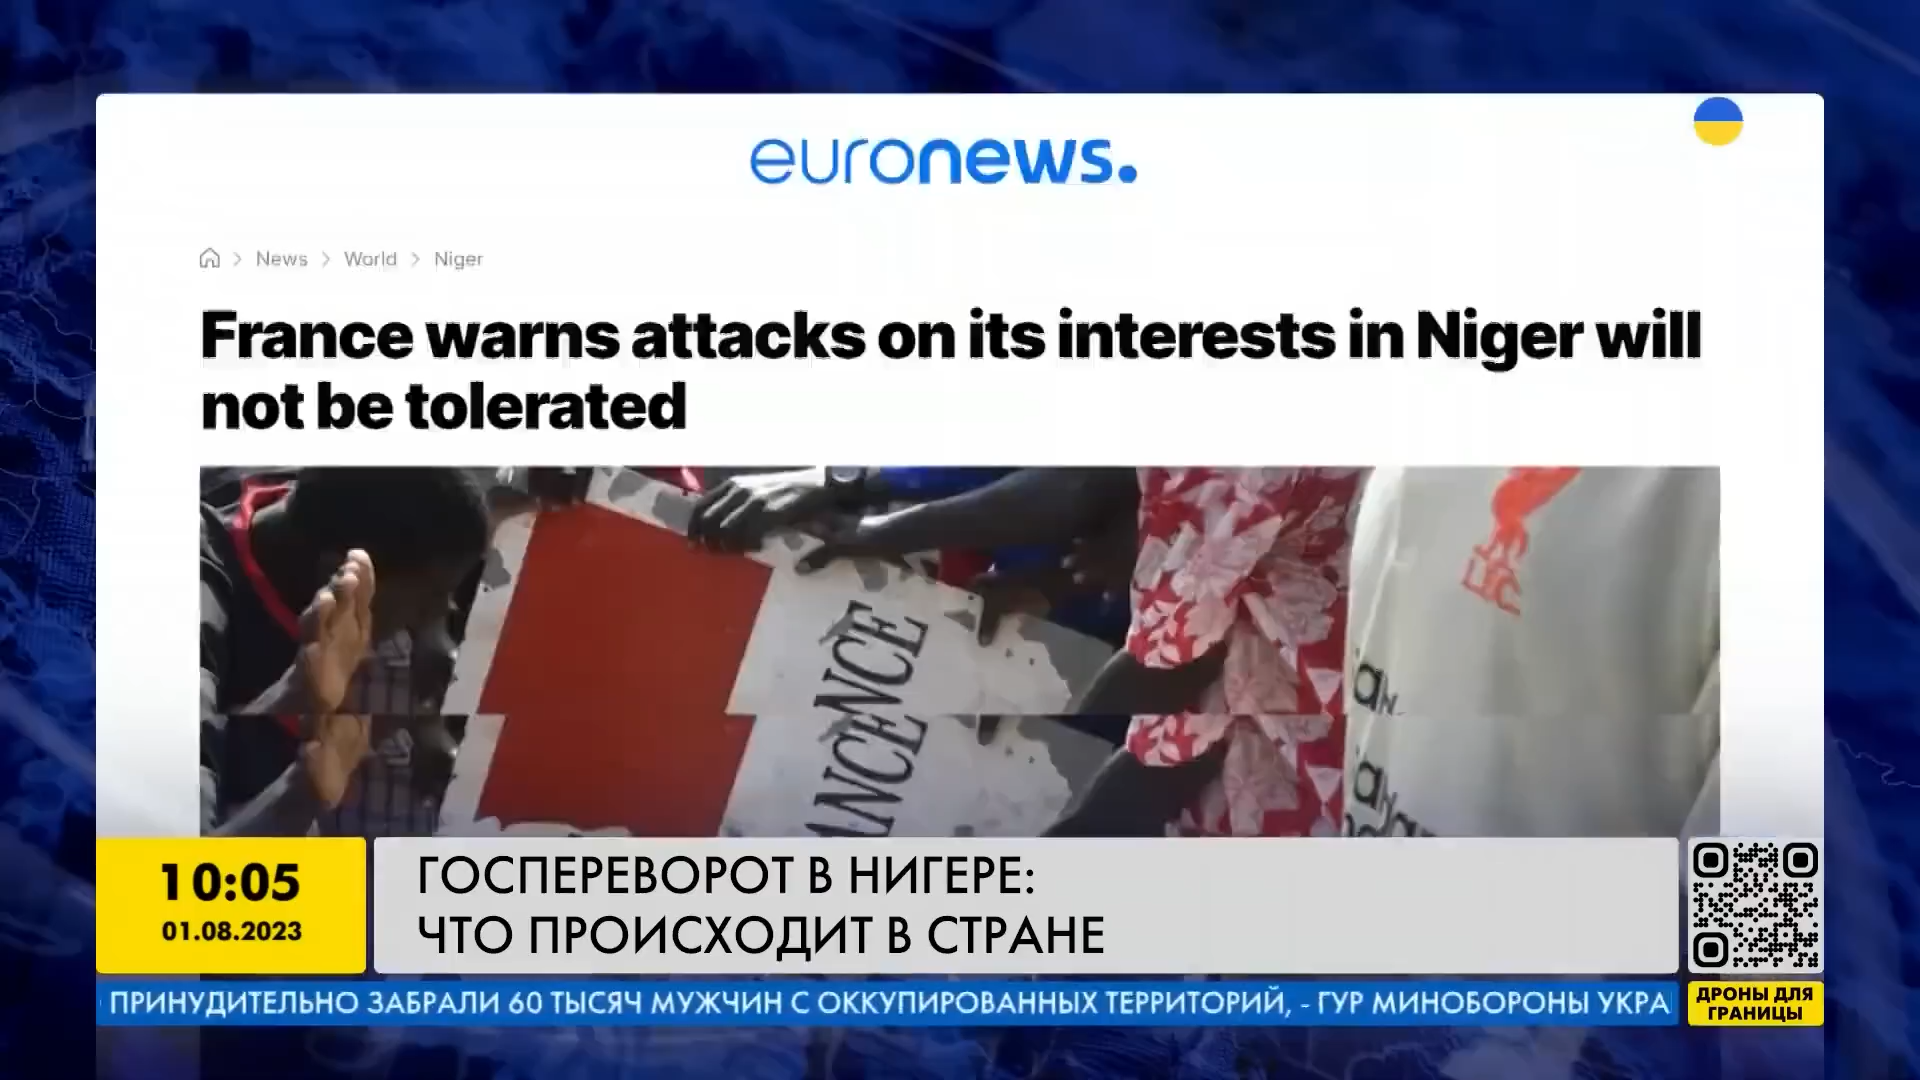 euronews.
News > World > Niger
France warns attacks on its interests in Niger will
not be tolerated
10:05
01.08.2023
ГОСПЕРЕВОРОТ В НИГЕРЕ:
ЧТО ПРОИСХОДИТ В СТРАНЕ
ПРИНУДИТЕЛЬНО ЗАБРАЛИ 60 ТЫСЯЧ МУЖЧИН С ОККУПИРОВАННЫХ ТЕРРИТОРИЙ, - ГУР МИНОБОРОНЫ УКРА
ДРОНЫ ДЛЯ
ГРАНИЦЫ